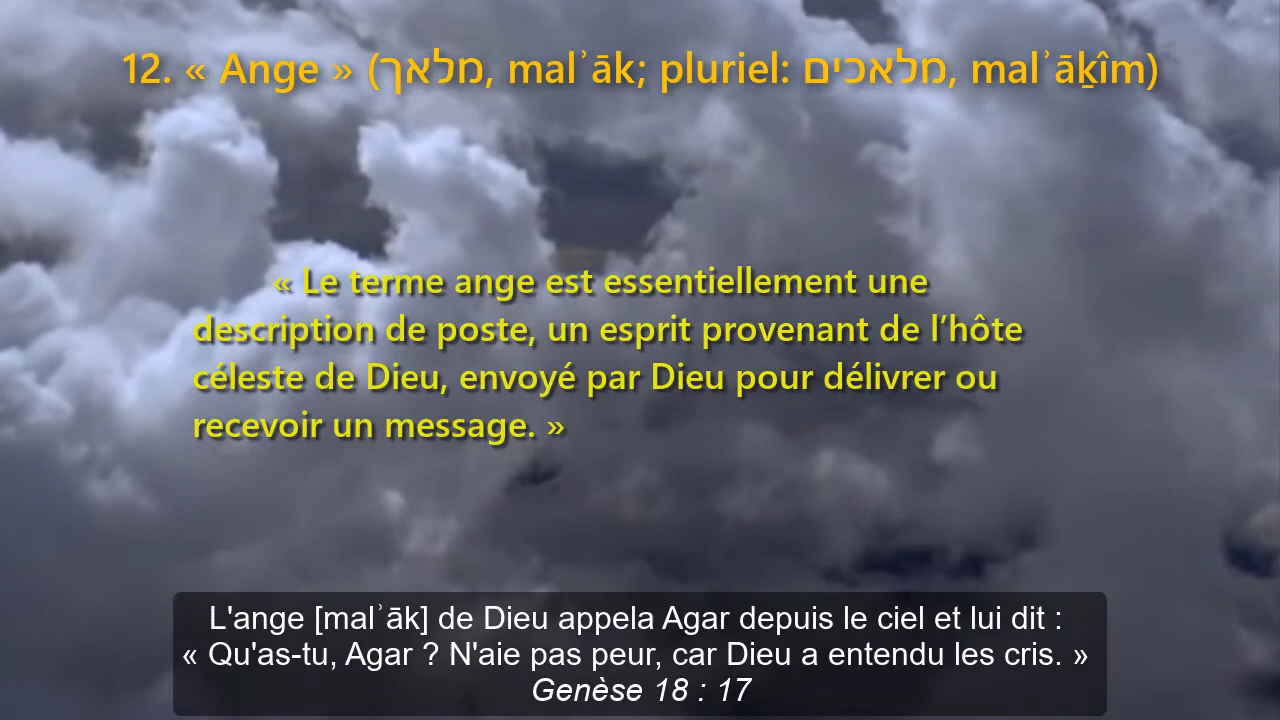 12. « Ange » (מלאך, malʾāk; pluriel: מלאכים, malʾāḵîm)
« Le terme ange est essentiellement une
description de poste, un esprit provenant de l’hôte
céleste de Dieu, envoyé par Dieu pour délivrer ou
recevoir un message. »
L'ange [malʾāk] de Dieu appela Agar depuis le ciel et lui dit :
« Qu'as-tu, Agar ? N'aie pas peur, car Dieu a entendu les cris. »
Genèse 18 : 17